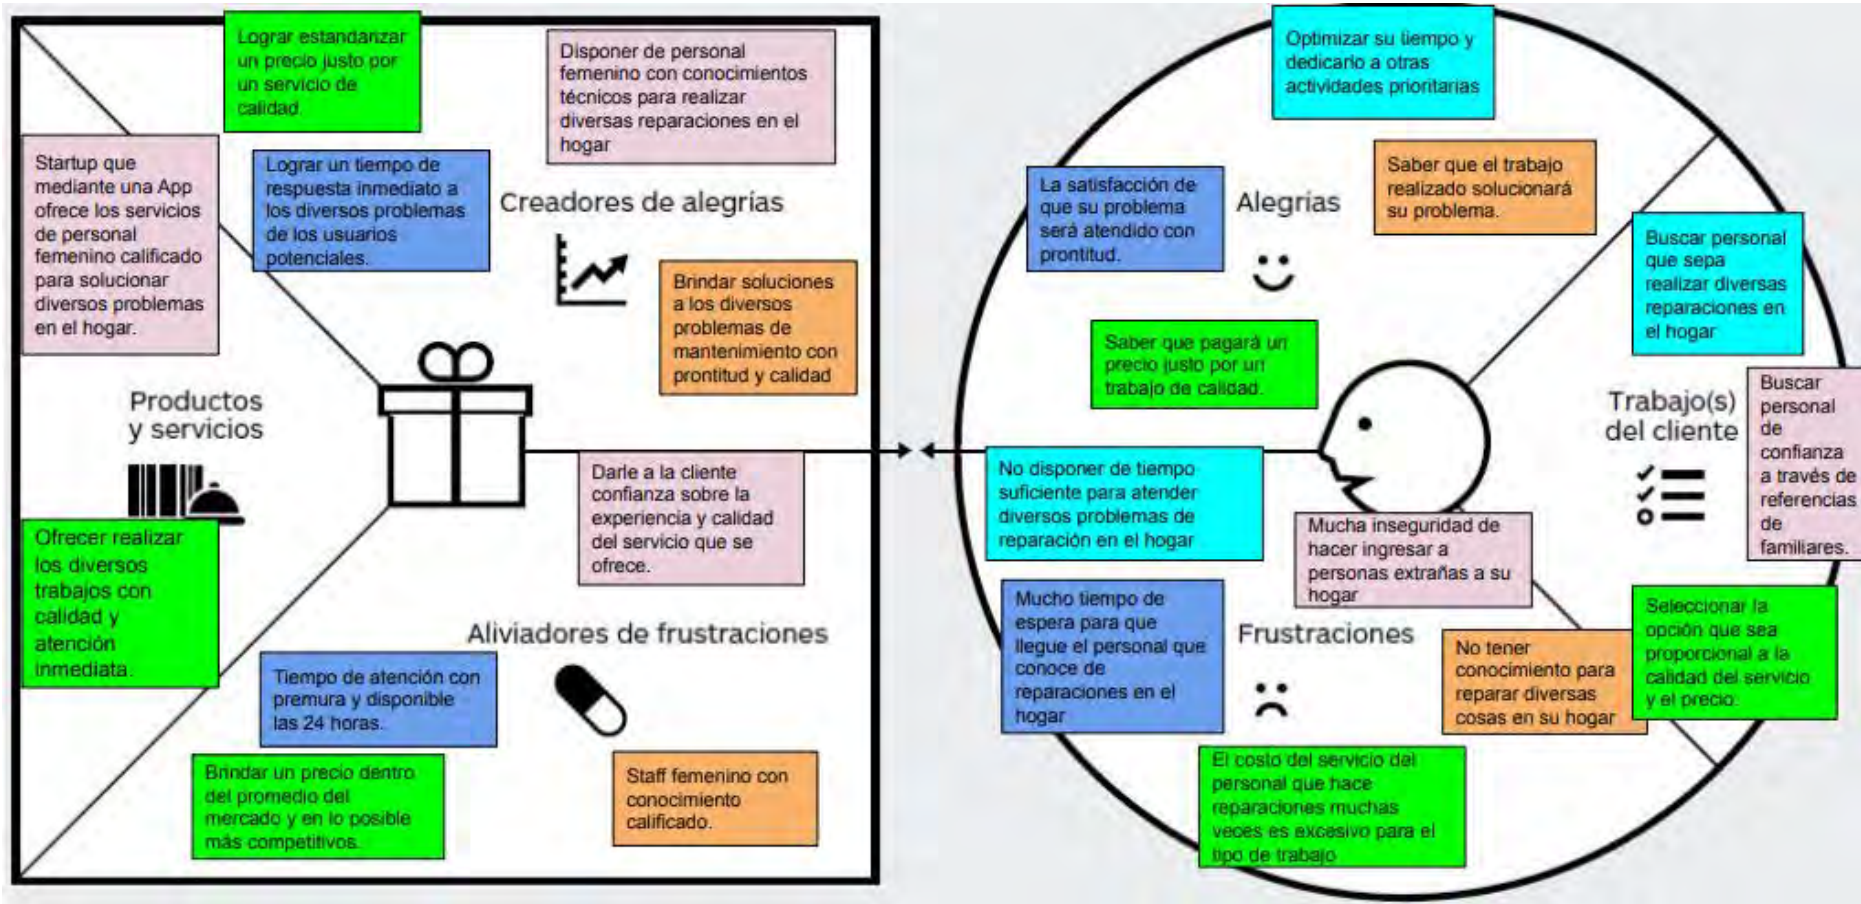 Lograr estandarizar
un precio justo por
un servicio de
calidad.
Disponer de personal
femenino con conocimientos
técnicos para realizar
diversas reparaciones en el
hogar
Startup que
mediante una App
ofrece los servicios
de personal
femenino calificado
para solucionar
diversos problemas
en el hogar.
Lograr un tiempo de
respuesta inmediato a
los diversos problemas
de los usuarios
potenciales.
Creadores de alegrias
Brindar soluciones
a los diversos
problemas de
mantenimiento con
prontitud y calidad
Productos
y servicios
Darle a la cliente
confianza sobre la
experiencia y calidad
del servicio que se
ofrece.
Ofrecer realizar
los diversos
trabajos con
calidad y
atención
inmediata.
Aliviadores de frustraciones
Tiempo de atención con
premura y disponible
las 24 horas.
Brindar un precio dentro
del promedio del
mercado y en lo posible
más competitivos.
Staff femenino con
conocimiento
calificado.
Optimizar su tiempo y
dedicarlo a otras
actividades prioritarias
La satisfacción de
que su problema
será atendido con
prontitud.
Alegrias
Saber que el trabajo
realizado solucionará
su problema.
Saber que pagará un
precio justo por un
trabajo de calidad.
Buscar personal
que sepa
realizar diversas
reparaciones en
el hogar
Trabajo(s)
del cliente
Buscar
personal
de
confianza
a través de
referencias
de
familiares.
No disponer de tiempo
suficiente para atender
diversos problemas de
reparación en el hogar
Mucha inseguridad de
hacer ingresar a
personas extrañas a su
hogar
Mucho tiempo de
espera para que
llegue el personal que
conoce de
reparaciones en el
hogar
Frustraciones
No tener
conocimiento para
reparar diversas
cosas en su hogar
Seleccionar la
opción que sea
proporcional a la
calidad del servicio
y el precio.
El costo del servicio del
personal que hace
reparaciones muchas
veces es excesivo para el
tipo de trabajo